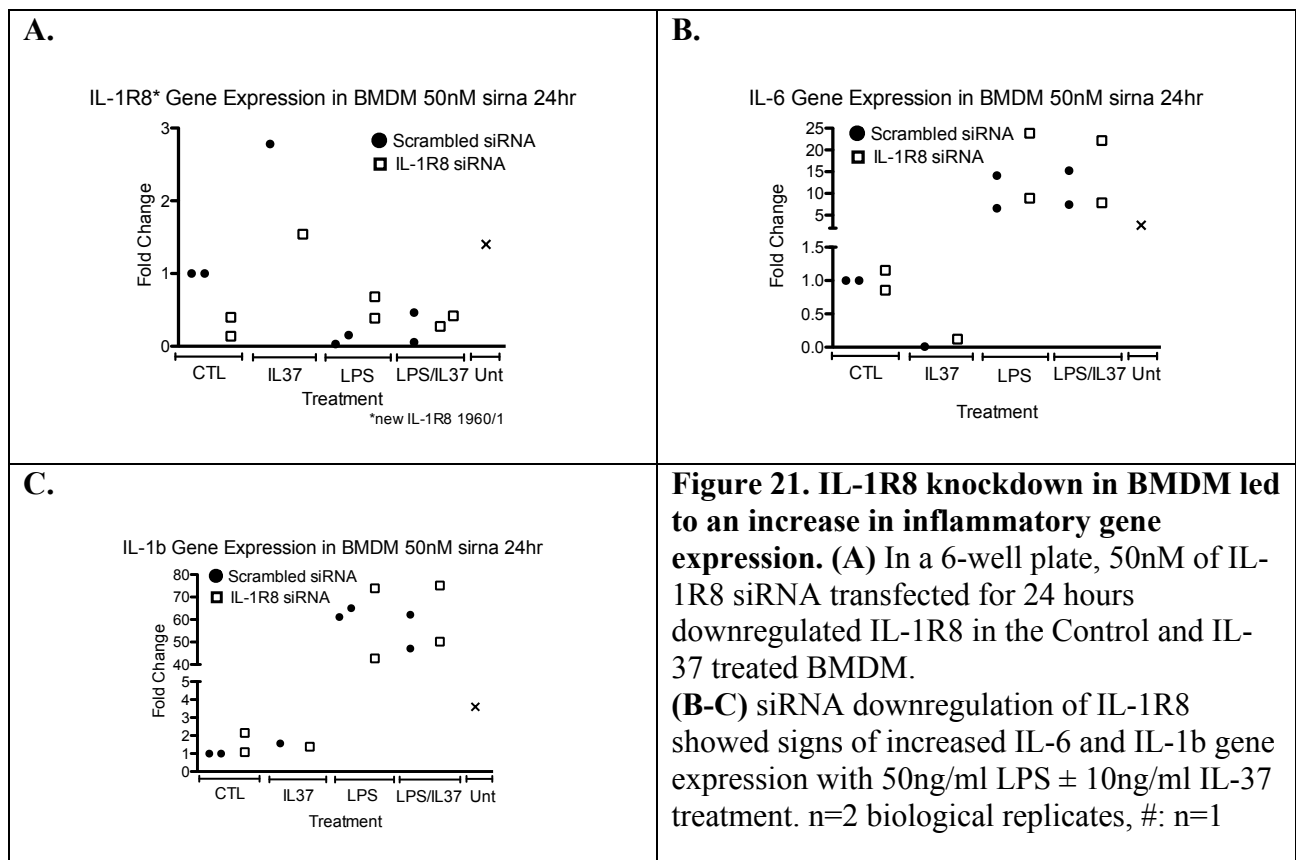 A.
IL-1R8* Gene Expression in BMDM 50nM sirna 24hr
Scrambled siRNA
IL-1R8 siRNA
3
2
1
0
Fold Change
CTL IL37 LPS LPS/IL37 Unt
Treatment
*new IL-1R8 1960/1
B.
IL-6 Gene Expression in BMDM 50nM sirna 24hr
Scrambled siRNA
IL-1R8 siRNA
25
20
15
10
5
1.5
1.0
0.5
0.0
Fold Change
CTL IL37 LPS LPS/IL37 Unt
Treatment
C.
IL-1b Gene Expression in BMDM 50nM sirna 24hr
Scrambled siRNA
IL-1R8 siRNA
80
70
60
50
40
5
4
3
2
1
0
Fold Change
CTL IL37 LPS LPS/IL37 Unt
Treatment
Figure 21. IL-1R8 knockdown in BMDM led
to an increase in inflammatory gene
expression. (A) In a 6-well plate, 50nM of IL-
1R8 siRNA transfected for 24 hours
downregulated IL-1R8 in the Control and IL-
37 treated BMDM.
(B-C) siRNA downregulation of IL-1R8
showed signs of increased IL-6 and IL-1b gene
expression with 50ng/ml LPS ± 10ng/ml IL-37
treatment. n=2 biological replicates, #: n=1